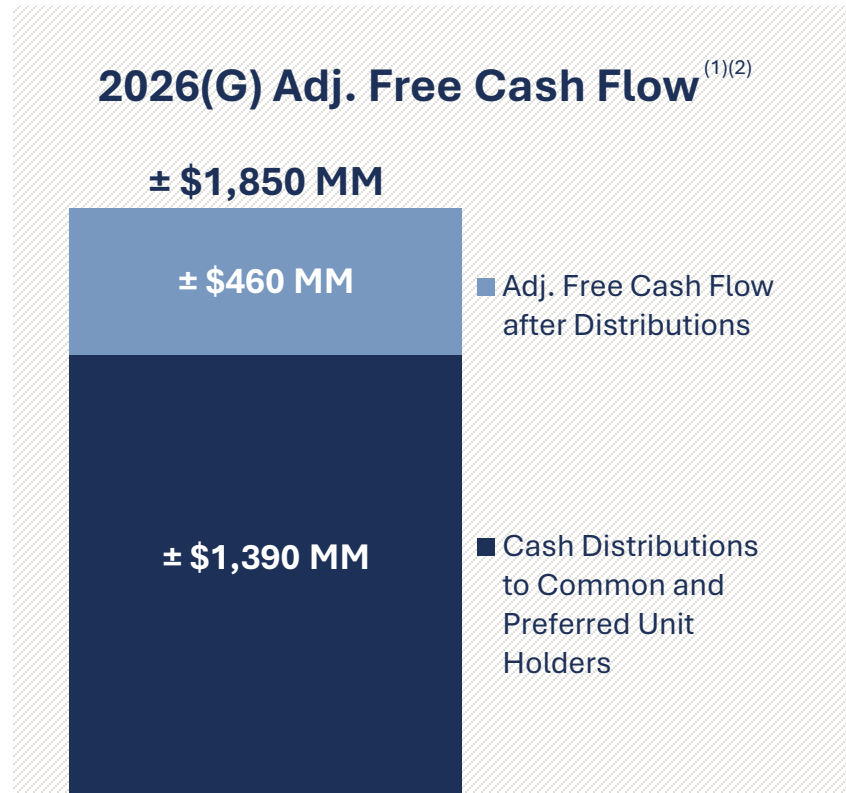 2026(G) Adj. Free Cash Flow (1)(2)
± $1,850 MM
± $460 MM
Adj. Free Cash Flow
after Distributions
± $1,390 MM
Cash Distributions
to Common and
Preferred Unit
Holders